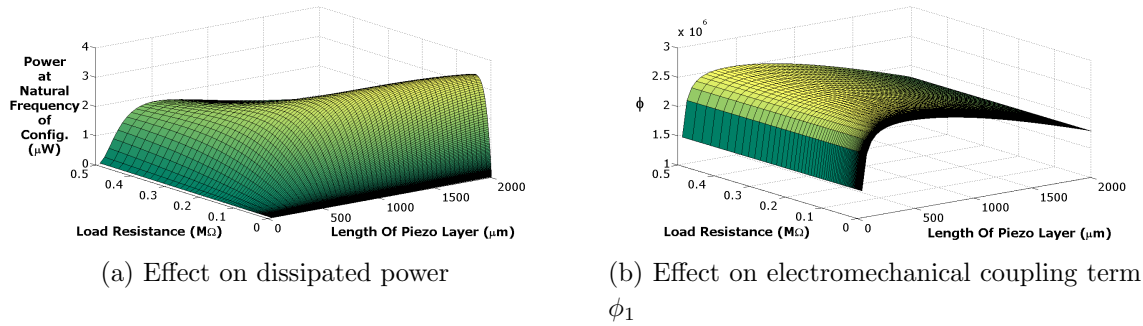 Power
at
Natural
Frequency
of
Config.
(μW)
4
3
2
1
0
0.5
0.4
0.3
0.2
0.1
0
0
500
1000
1500
2000
Load Resistance (MΩ)
Length Of Piezo Layer (μm)
(a) Effect on dissipated power
x 10⁶
ϕ
3
2.5
2
1.5
1
0.5
0.4
0.3
0.2
0.1
0
0
500
1000
1500
2000
Load Resistance (MΩ)
Length Of Piezo Layer (μm)
(b) Effect on electromechanical coupling term
ϕ₁